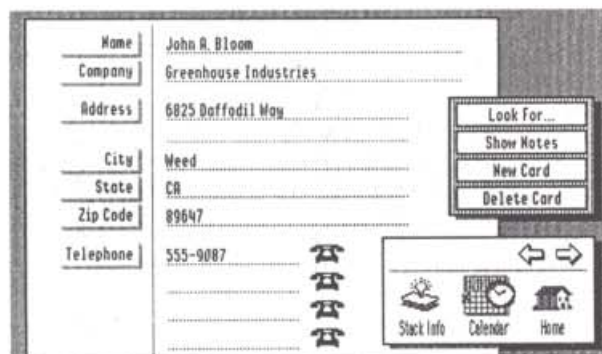 Name John A. Bloom
Company Greenhouse Industries
Address 6825 Daffodil Way
City Weed
State CA
Zip Code 89647
Telephone 555-9087
Look For...
Show Notes
New Card
Delete Card
Stack Info Calendar Home